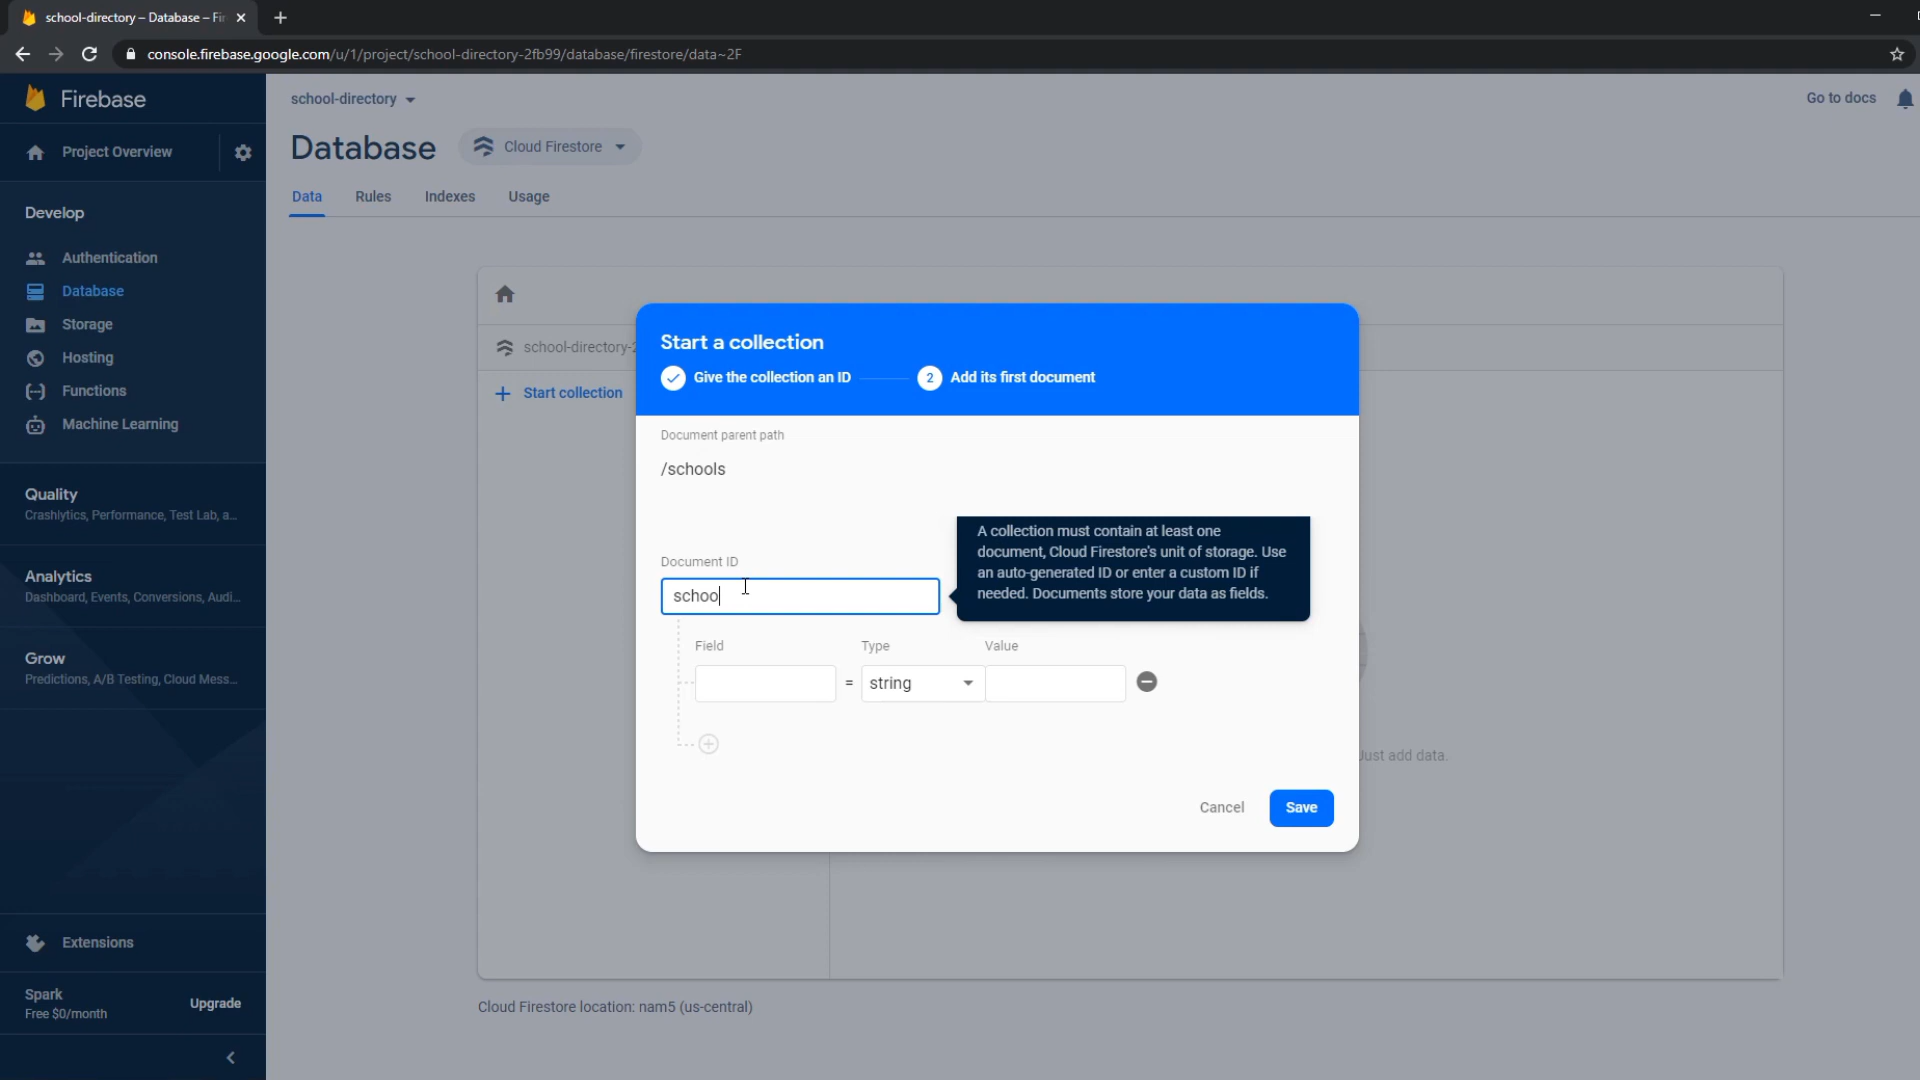 school-directory – Database – Fir
console.firebase.google.com/u/1/project/school-directory-2fb99/database/firestore/data~2F
Firebase
school-directory
Go to docs
Project Overview
Database
Cloud Firestore
Data
Rules
Indexes
Usage
Develop
Authentication
Database
Storage
Hosting
Functions
Machine Learning
Quality
Crashlytics, Performance, Test Lab, a...
Analytics
Dashboard, Events, Conversions, Audi...
Grow
Predictions, A/B Testing, Cloud Mess...
Extensions
Spark
Free $0/month
Upgrade
school-directory-2
Start collection
Start a collection
Give the collection an ID
2
Add its first document
Document parent path
/schools
A collection must contain at least one
document, Cloud Firestore's unit of storage. Use
an auto-generated ID or enter a custom ID if
needed. Documents store your data as fields.
Document ID
schoo
Field
Type
Value
=
string
Just add data.
Cancel
Save
Cloud Firestore location: nam5 (us-central)